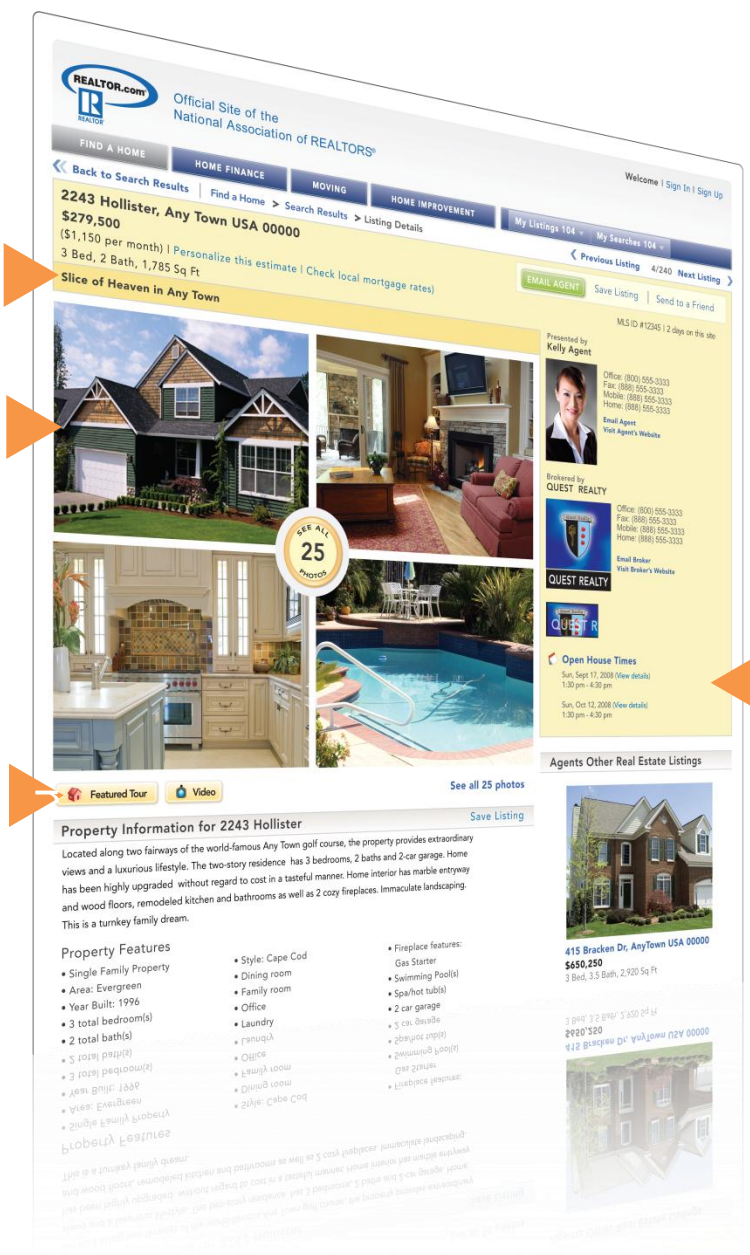 REALTOR.com®
REALTOR
Official Site of the
National Association of REALTORS®
Welcome | Sign In | Sign Up
FIND A HOME
HOME FINANCE
MOVING
HOME IMPROVEMENT
My Listings 104
My Searches 104
Back to Search Results | Find a Home > Search Results > Listing Details
Previous Listing 4/240 Next Listing
2243 Hollister, Any Town USA 00000
$279,500
($1,150 per month) | Personalize this estimate | Check local mortgage rates)
3 Bed, 2 Bath, 1,785 Sq Ft
EMAIL AGENT Save Listing | Send to a Friend
Slice of Heaven in Any Town
MLS ID #12345 | 2 days on this site
Presented by
Kelly Agent
Office: (800) 555-3333
Fax: (888) 555-3333
Mobile: (888) 555-3333
Home: (888) 555-3333
Email Agent
Visit Agent's Website
Brokered by
QUEST REALTY
Office: (800) 555-3333
Fax: (888) 555-3333
Mobile: (888) 555-3333
Home: (888) 555-3333
Email Broker
Visit Broker's Website
QUEST REALTY
QUEST R
Open House Times
Sun, Sept 17, 2008 (View details)
1:30 pm - 4:30 pm
Sun, Oct 12, 2008 (View details)
1:30 pm - 4:30 pm
SEE ALL
25
PHOTOS
Featured Tour
Video
See all 25 photos
Property Information for 2243 Hollister
Save Listing
Located along two fairways of the world-famous Any Town golf course, the property provides extraordinary
views and a luxurious lifestyle. The two-story residence has 3 bedrooms, 2 baths and 2-car garage. Home
has been highly upgraded without regard to cost in a tasteful manner. Home interior has marble entryway
and wood floors, remodeled kitchen and bathrooms as well as 2 cozy fireplaces. Immaculate landscaping.
This is a turnkey family dream.
Property Features
• Single Family Property
• Area: Evergreen
• Year Built: 1996
• 3 total bedroom(s)
• 2 total bath(s)
• Style: Cape Cod
• Dining room
• Family room
• Office
• Laundry
• Fireplace features:
Gas Starter
• Swimming Pool(s)
• Spa/hot tub(s)
• 2 car garage
Agents Other Real Estate Listings
415 Bracken Dr, AnyTown USA 00000
$650,250
3 Bed, 3.5 Bath, 2,920 Sq Ft